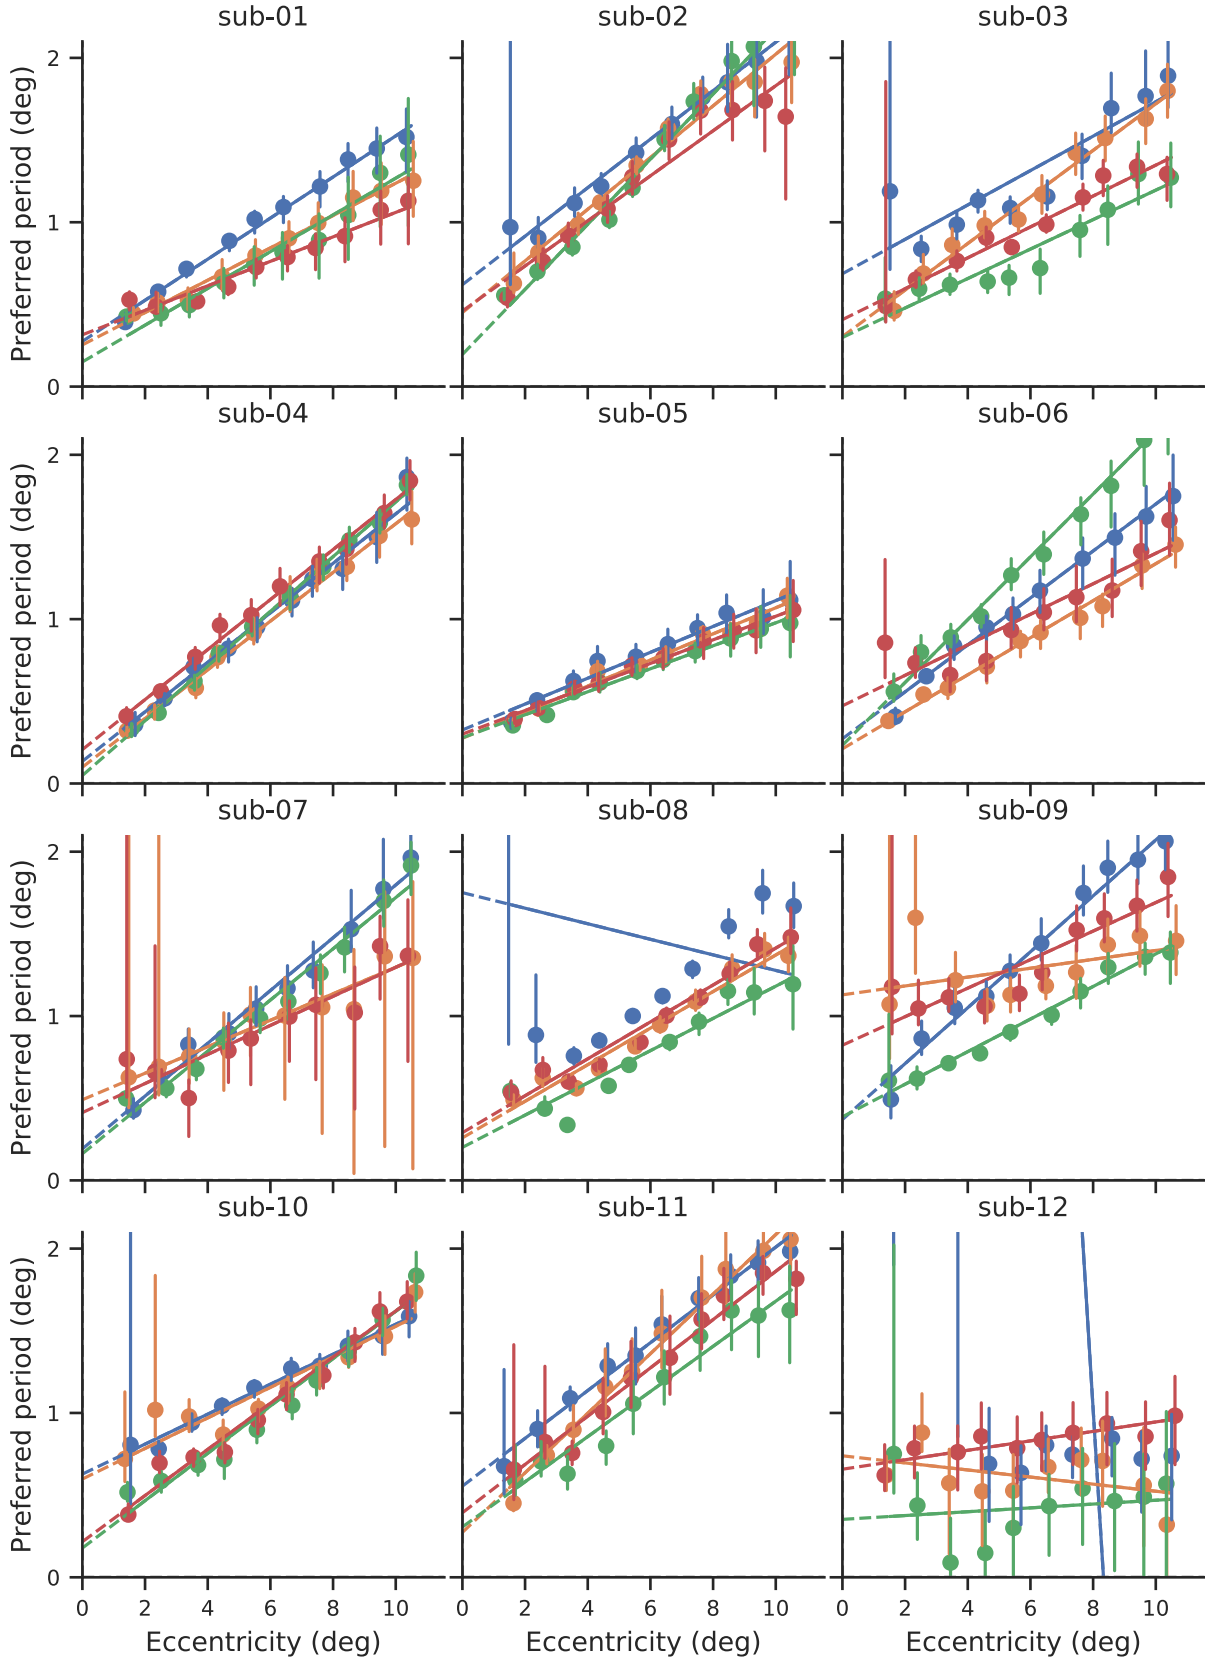 sub-01 sub-02 sub-03
Preferred period (deg)
2
1
0
sub-04 sub-05 sub-06
Preferred period (deg)
2
1
0
sub-07 sub-08 sub-09
Preferred period (deg)
2
1
0
sub-10 sub-11 sub-12
Preferred period (deg)
2
1
0
0 2 4 6 8 10 0 2 4 6 8 10 0 2 4 6 8 10
Eccentricity (deg) Eccentricity (deg) Eccentricity (deg)